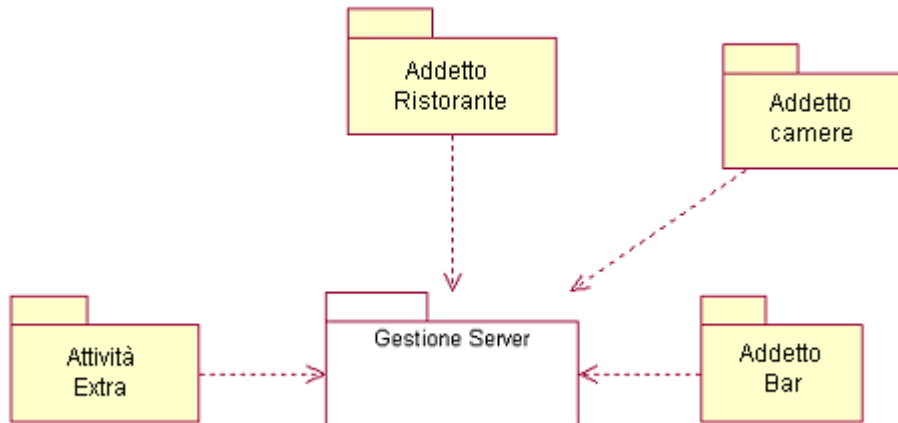 Addetto
Ristorante
Addetto
camere
Gestione Server
Attività
Extra
Addetto
Bar